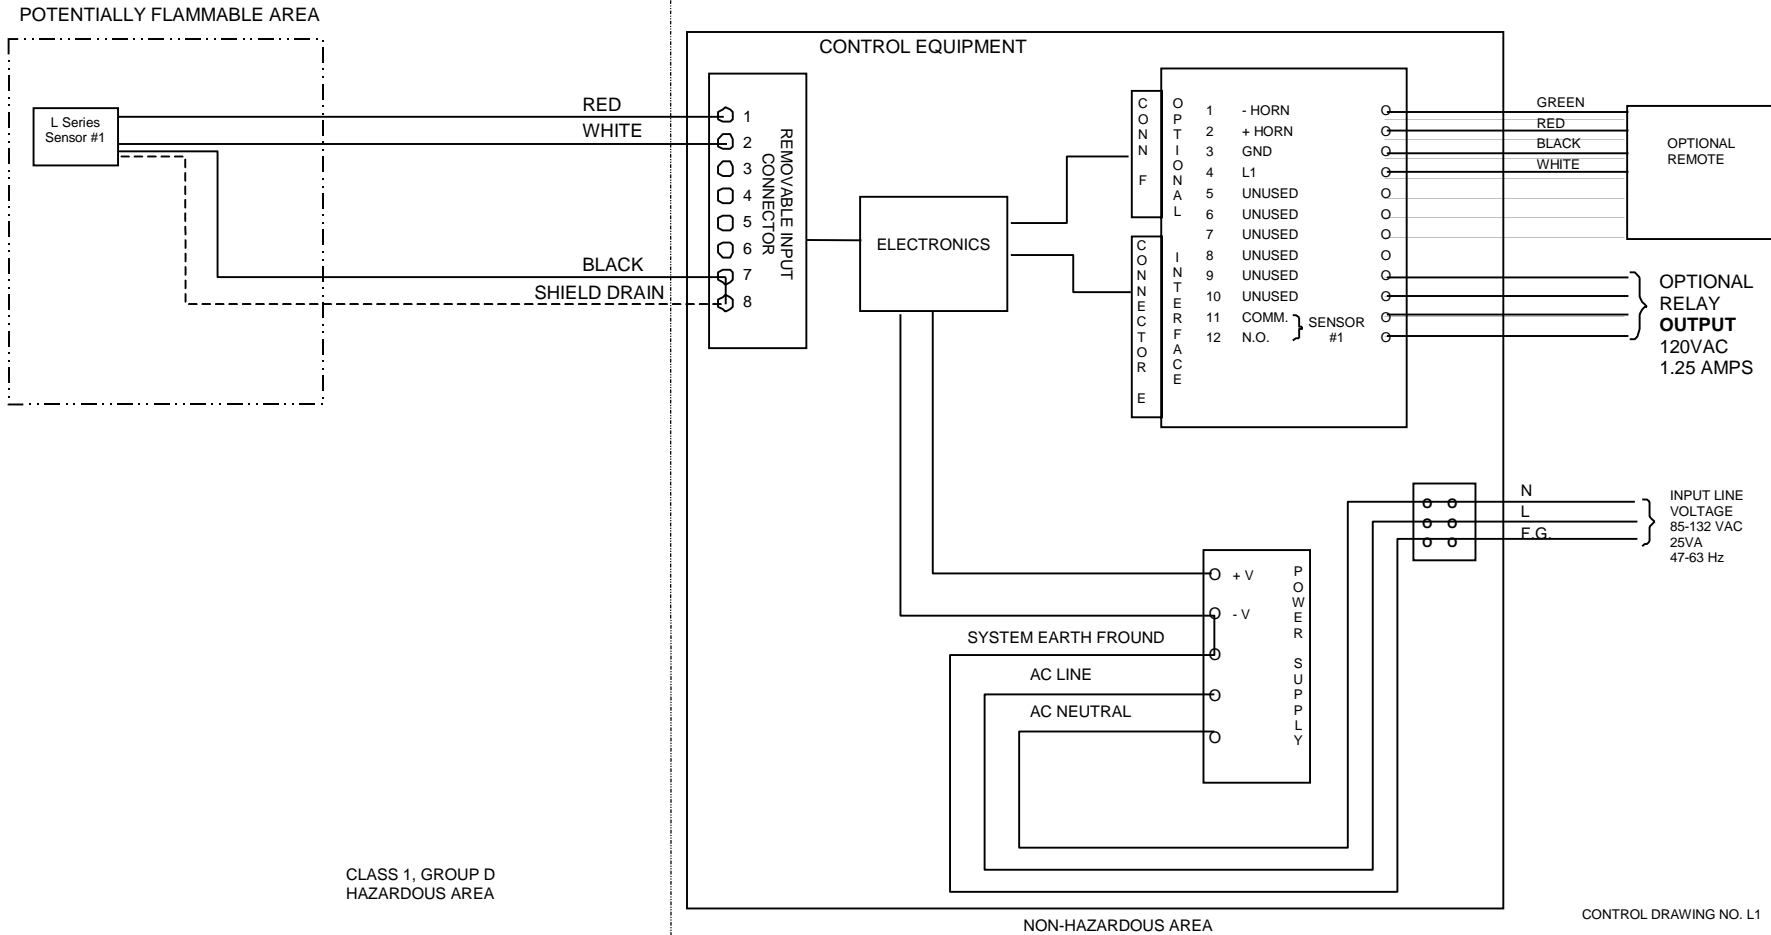 POTENTIALLY FLAMMABLE AREA
L Series
Sensor #1
RED
WHITE
BLACK
SHIELD DRAIN
CLASS 1, GROUP D
HAZARDOUS AREA
CONTROL EQUIPMENT
1
2
3
4
5
6
7
8
REMOVABLE INPUT
CONNECTOR
ELECTRONICS
CONN F
CONNECTOR E
OPTIONAL INTERFACE
1 - HORN
2 + HORN
3 GND
4 L1
5 UNUSED
6 UNUSED
7 UNUSED
8 UNUSED
9 UNUSED
10 UNUSED
11 COMM.
12 N.O.
SENSOR
#1
GREEN
RED
BLACK
WHITE
OPTIONAL
REMOTE
OPTIONAL
RELAY
OUTPUT
120VAC
1.25 AMPS
N
L
F.G.
INPUT LINE
VOLTAGE
85-132 VAC
25VA
47-63 Hz
+ V
- V
POWER SUPPLY
SYSTEM EARTH FROUND
AC LINE
AC NEUTRAL
NON-HAZARDOUS AREA
CONTROL DRAWING NO. L1